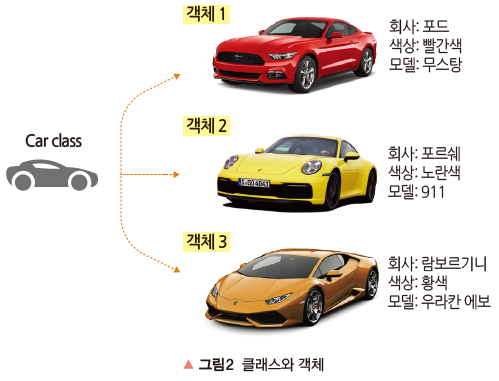 객체 1
회사: 포드
색상: 빨간색
모델: 무스탕
Car class
객체 2
회사: 포르쉐
색상: 노란색
모델: 911
S·GO 4041
객체 3
회사: 람보르기니
색상: 황색
모델: 우라칸 에보
▲ 그림2 클래스와 객체